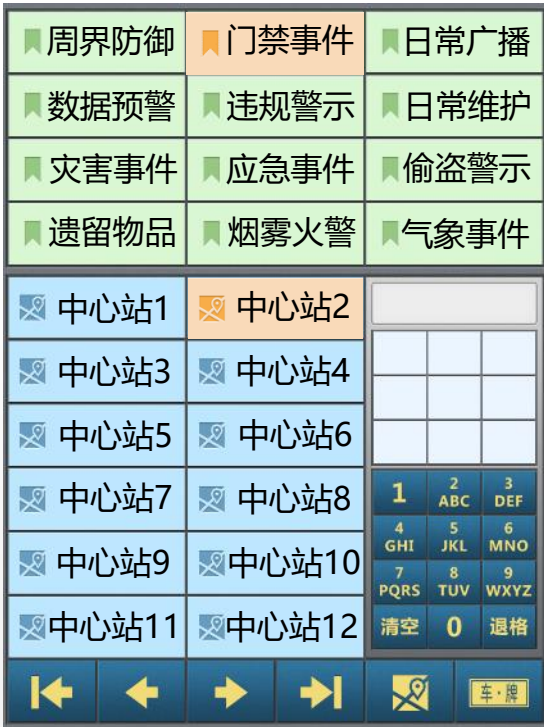 周界防御 门禁事件 日常广播
数据预警 违规警示 日常维护
灾害事件 应急事件 偷盗警示
遗留物品 烟雾火警 气象事件
中心站1 中心站2
中心站3 中心站4
中心站5 中心站6
中心站7 中心站8
中心站9 中心站10
中心站11 中心站12
1 2 3
ABC DEF
4 5 6
GHI JKL MNO
7 8 9
PQRS TUV WXYZ
清空 0 退格
车·牌